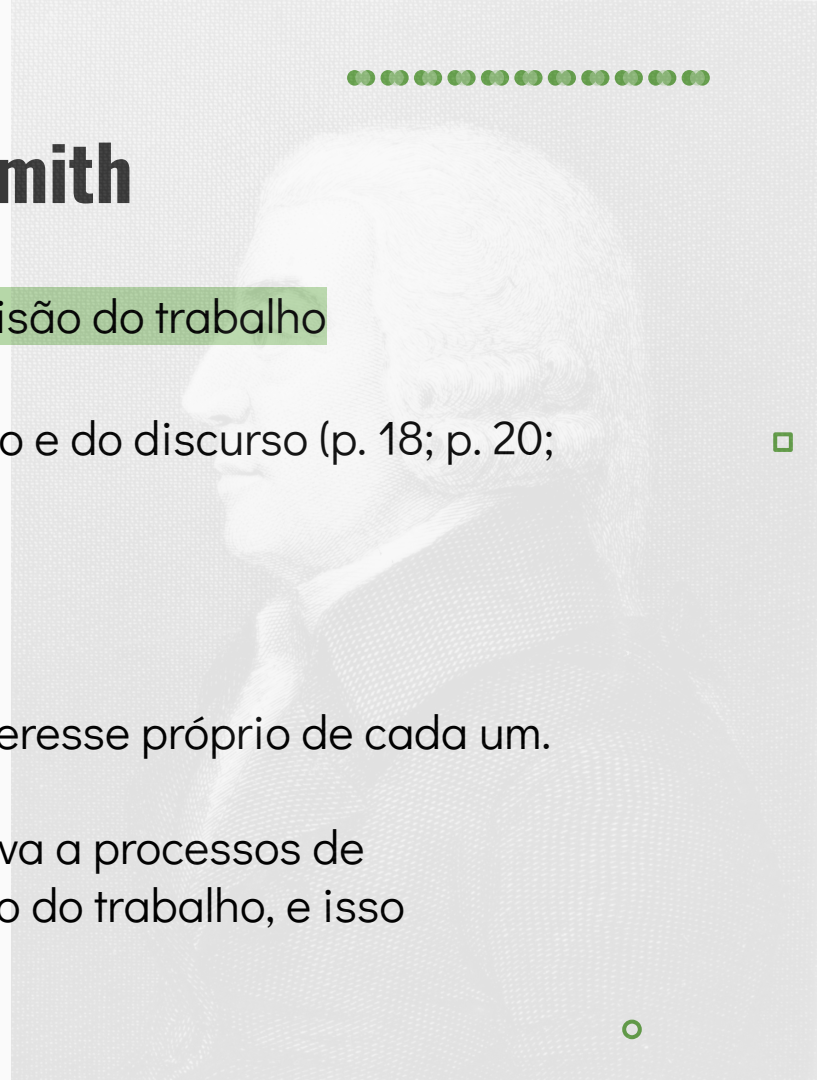 mith
isão do trabalho
o e do discurso (p. 18; p. 20;
eresse próprio de cada um.
va a processos de
o do trabalho, e isso